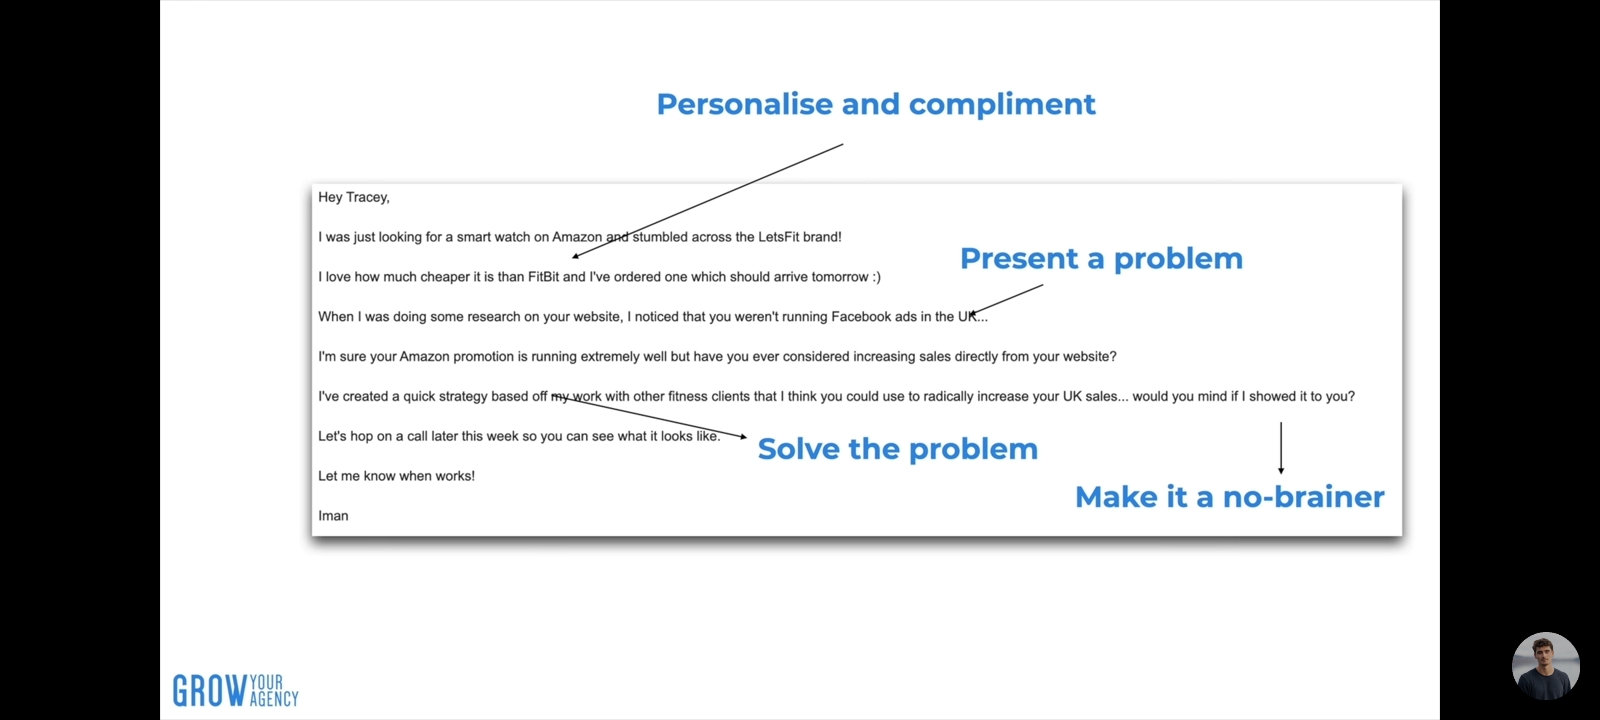 Personalise and compliment
Hey Tracey,
I was just looking for a smart watch on Amazon and stumbled across the LetsFit brand!
I love how much cheaper it is than FitBit and I've ordered one which should arrive tomorrow :)
Present a problem
When I was doing some research on your website, I noticed that you weren't running Facebook ads in the UK...
I'm sure your Amazon promotion is running extremely well but have you ever considered increasing sales directly from your website?
I've created a quick strategy based off my work with other fitness clients that I think you could use to radically increase your UK sales... would you mind if I showed it to you?
Let's hop on a call later this week so you can see what it looks like.
Solve the problem
Let me know when works!
Make it a no-brainer
Iman
GROW YOUR AGENCY